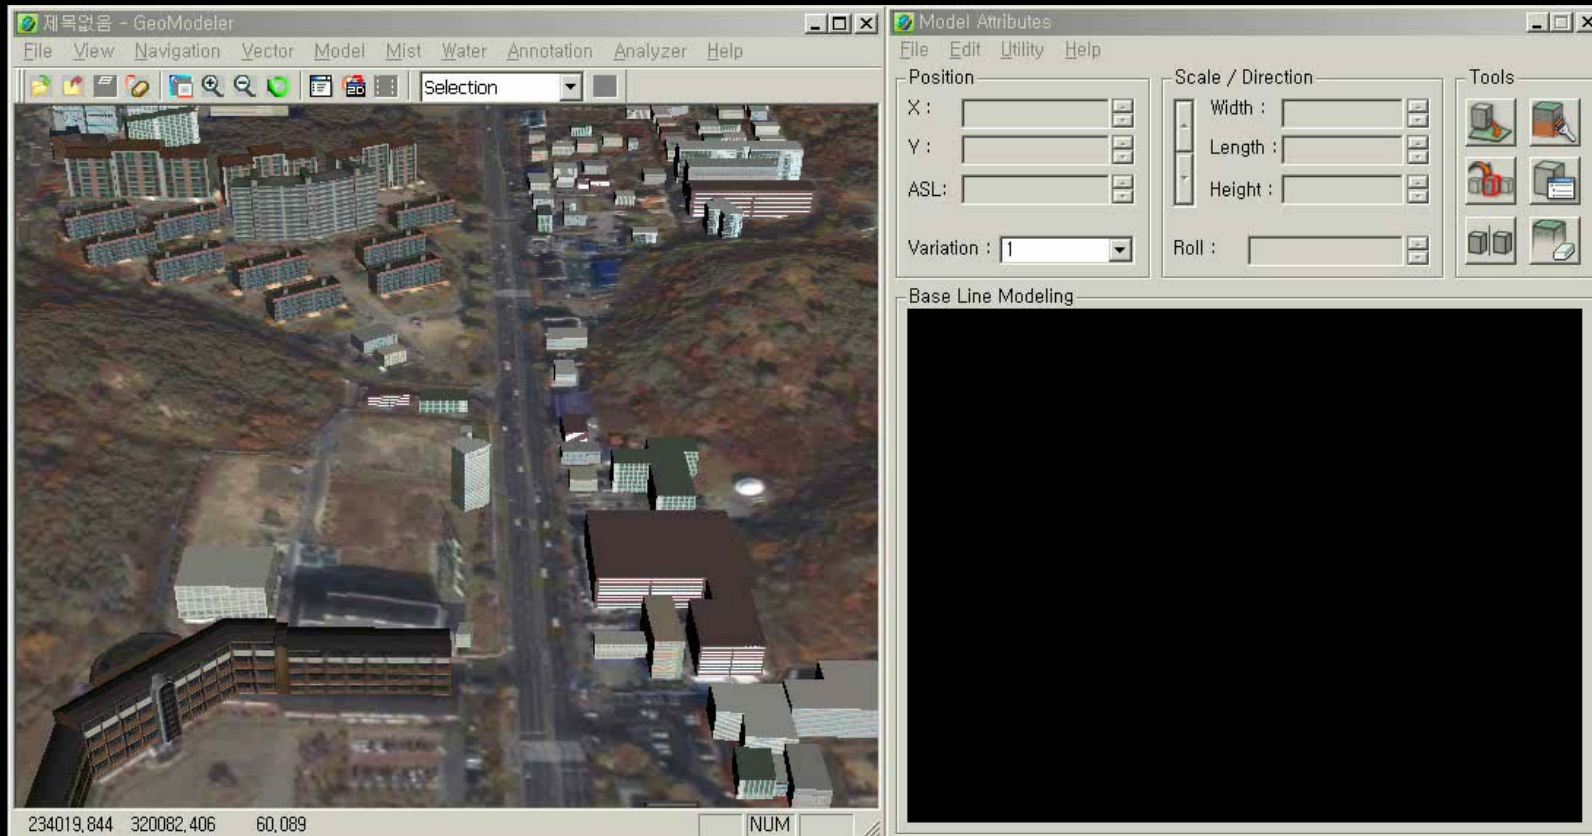 제목없음 - GeoModeler
File View Navigation Vector Model Mist Water Annotation Analyzer Help
Selection
234019,844 320082,406 60,089
NUM
Model Attributes
File Edit Utility Help
Position
X :
Y :
ASL:
Variation : 1
Scale / Direction
Width :
Length :
Height :
Roll :
Tools
Base Line Modeling